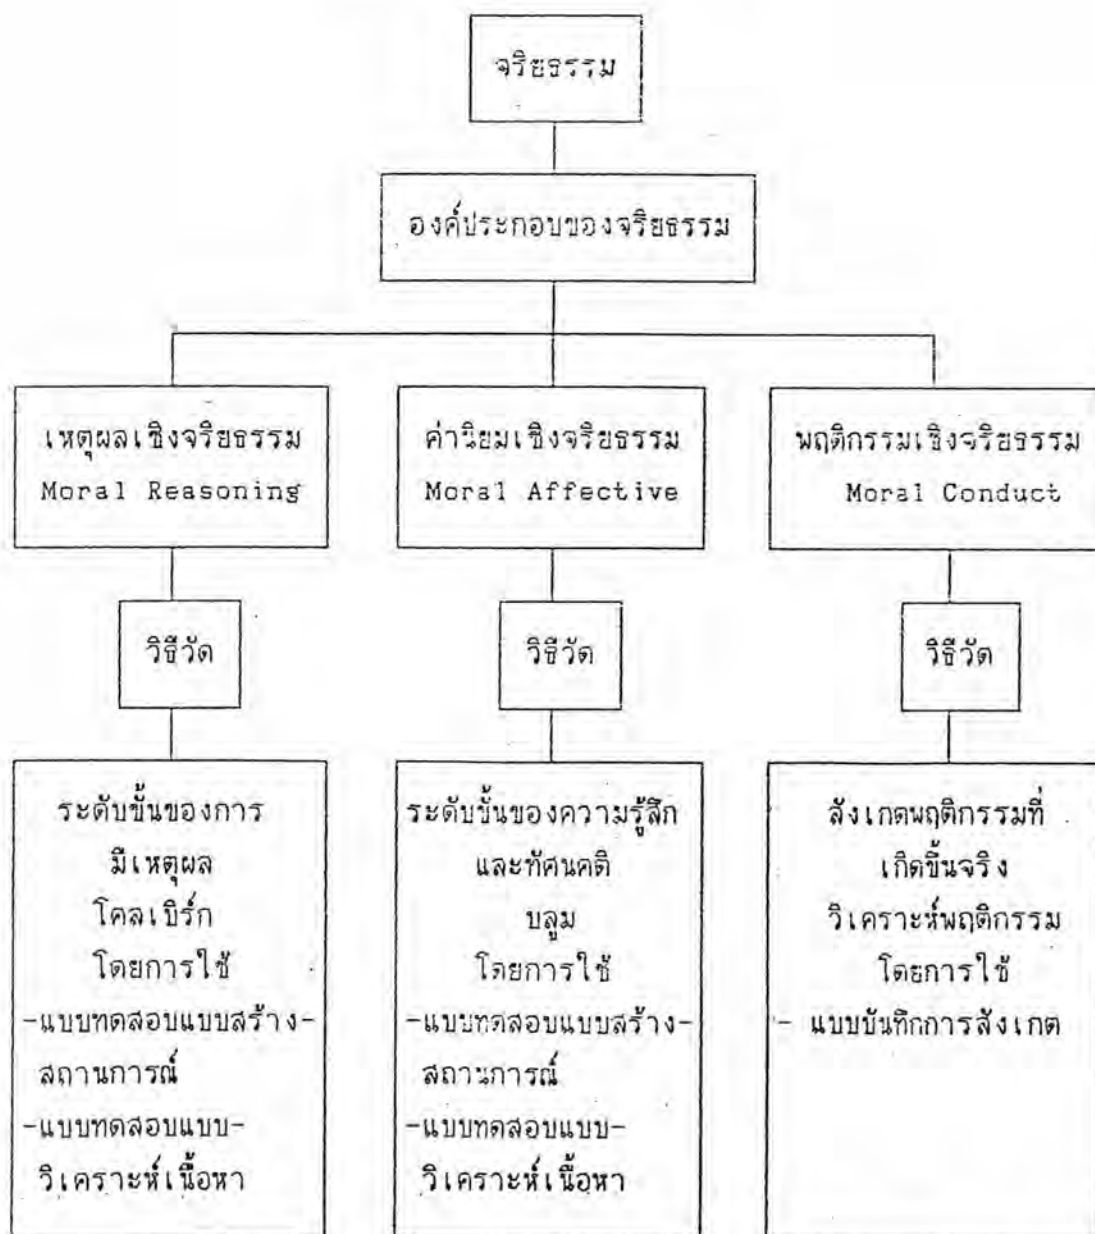 จริยธรรม
องค์ประกอบของจริยธรรม
เหตุผลเชิงจริยธรรม
Moral Reasoning
ค่านิยมเชิงจริยธรรม
Moral Affective
พฤติกรรมเชิงจริยธรรม
Moral Conduct
วิธีวัด
วิธีวัด
วิธีวัด
ระดับขั้นของการ
มีเหตุผล
โคลเบิร์ก
โดยการใช้
-แบบทดสอบแบบสร้าง-
สถานการณ์
-แบบทดสอบแบบ-
วิเคราะห์เนื้อหา
ระดับขั้นของความรู้สึก
และทัศนคติ
บลูม
โดยการใช้
-แบบทดสอบแบบสร้าง-
สถานการณ์
-แบบทดสอบแบบ-
วิเคราะห์เนื้อหา
สังเกตพฤติกรรมที่
เกิดขึ้นจริง
วิเคราะห์พฤติกรรม
โดยการใช้
- แบบบันทึกการสังเกต